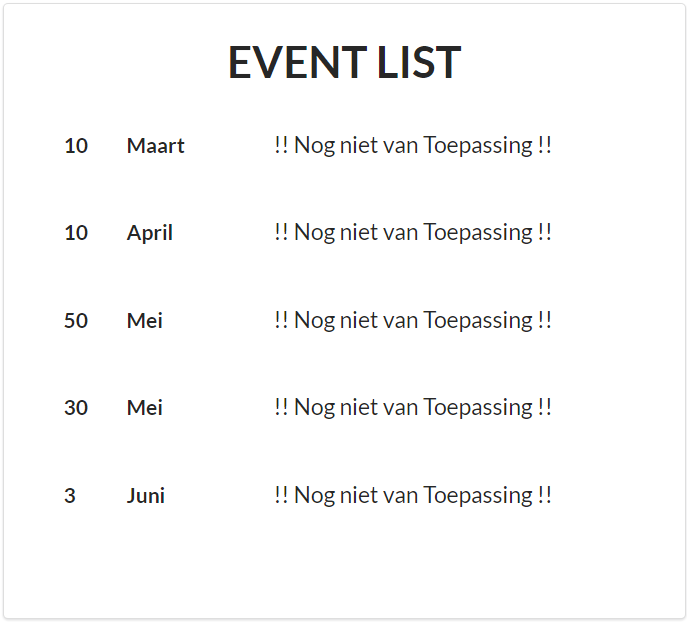 EVENT LIST
10 Maart !! Nog niet van Toepassing !!
10 April !! Nog niet van Toepassing !!
50 Mei !! Nog niet van Toepassing !!
30 Mei !! Nog niet van Toepassing !!
3 Juni !! Nog niet van Toepassing !!